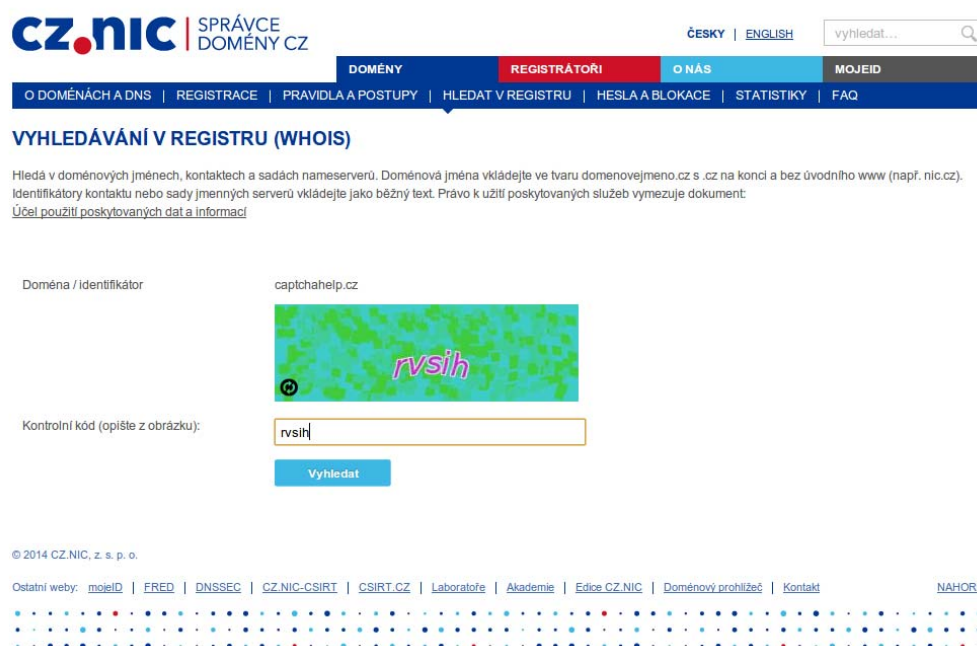 CZ.NIC | SPRÁVCE
DOMÉNY CZ
ČESKY | ENGLISH
vyhledat...
DOMÉNY REGISTRÁTOŘI O NÁS MOJEID
O DOMÉNÁCH A DNS | REGISTRACE | PRAVIDLA A POSTUPY | HLEDAT V REGISTRU | HESLA A BLOKACE | STATISTIKY | FAQ
VYHLEDÁVÁNÍ V REGISTRU (WHOIS)
Hledá v doménových jménech, kontaktech a sadách nameserverů. Doménová jména vkládejte ve tvaru domenovejmeno.cz s .cz na konci a bez úvodního www (např. nic.cz).
Identifikátory kontaktu nebo sady jmenných serverů vkládejte jako běžný text. Právo k užití poskytovaných služeb vymezuje dokument:
Účel použití poskytovaných dat a informací
Doména / identifikátor captchahelp.cz
rvsih
Kontrolní kód (opište z obrázku): rvsih
Vyhledat
© 2014 CZ.NIC, z. s. p. o.
Ostatní weby: mojeID | FRED | DNSSEC | CZ.NIC-CSIRT | CSIRT.CZ | Laboratoře | Akademie | Edice CZ.NIC | Doménový prohlížeč | Kontakt NAHOR